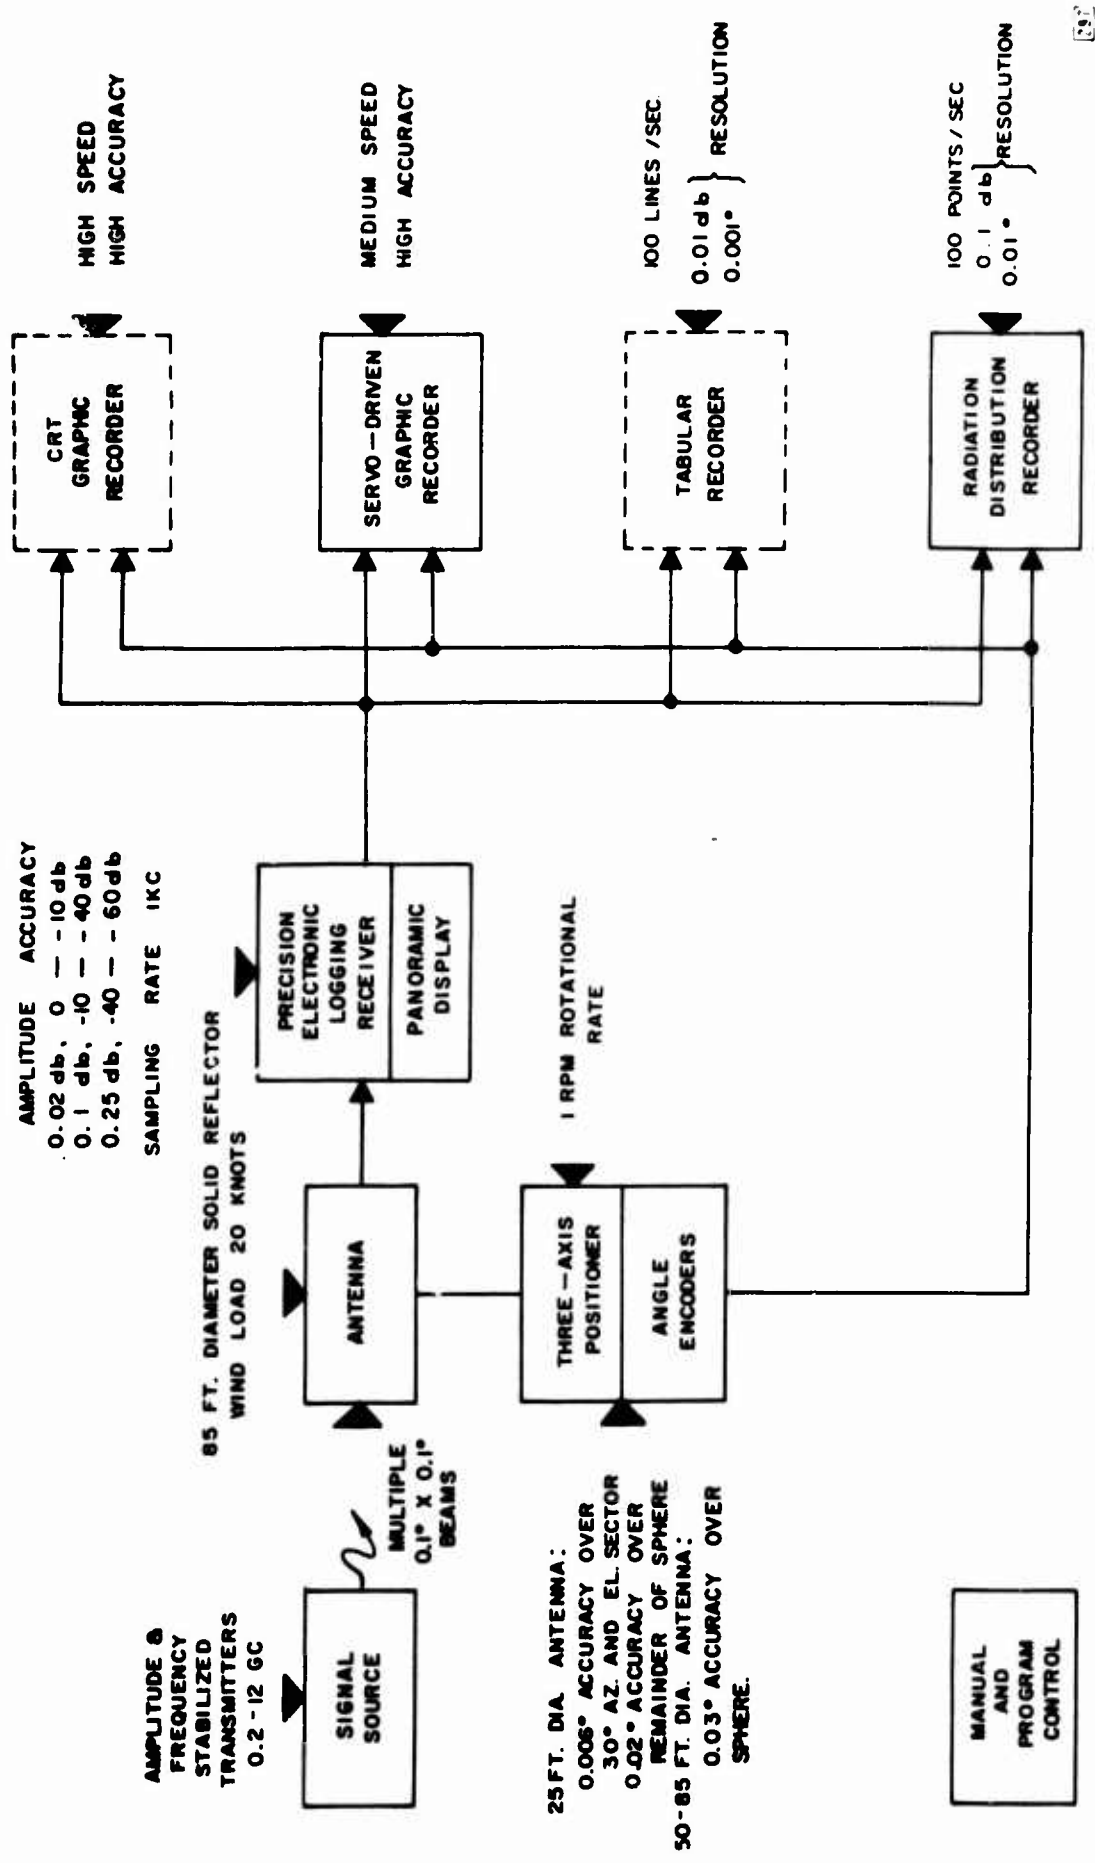 AMPLITUDE &
FREQUENCY
STABILIZED
TRANSMITTERS
0.2-12 GC
SIGNAL
SOURCE
MULTIPLE
0.1° X 0.1°
BEAMS
85 FT. DIAMETER SOLID REFLECTOR
WIND LOAD 20 KNOTS
ANTENNA
AMPLITUDE ACCURACY
0.02 db, 0 — -10 db
0.1 db, -10 — -40 db
0.25 db, -40 — -60 db
SAMPLING RATE 1KC
PRECISION
ELECTRONIC
LOGGING
RECEIVER
PANORAMIC
DISPLAY
25 FT. DIA. ANTENNA:
0.006° ACCURACY OVER
30° AZ. AND EL. SECTOR
0.02° ACCURACY OVER
REMAINDER OF SPHERE
50-85 FT. DIA. ANTENNA:
0.03° ACCURACY OVER
SPHERE.
THREE-AXIS
POSITIONER
ANGLE
ENCODERS
1 RPM ROTATIONAL
RATE
MANUAL
AND
PROGRAM
CONTROL
CRT
GRAPHIC
RECORDER
HIGH SPEED
HIGH ACCURACY
SERVO-DRIVEN
GRAPHIC
RECORDER
MEDIUM SPEED
HIGH ACCURACY
TABULAR
RECORDER
100 LINES/SEC.
0.01 db
0.001°
RESOLUTION
RADIATION
DISTRIBUTION
RECORDER
100 POINTS/SEC
0.1 db
0.01°
RESOLUTION